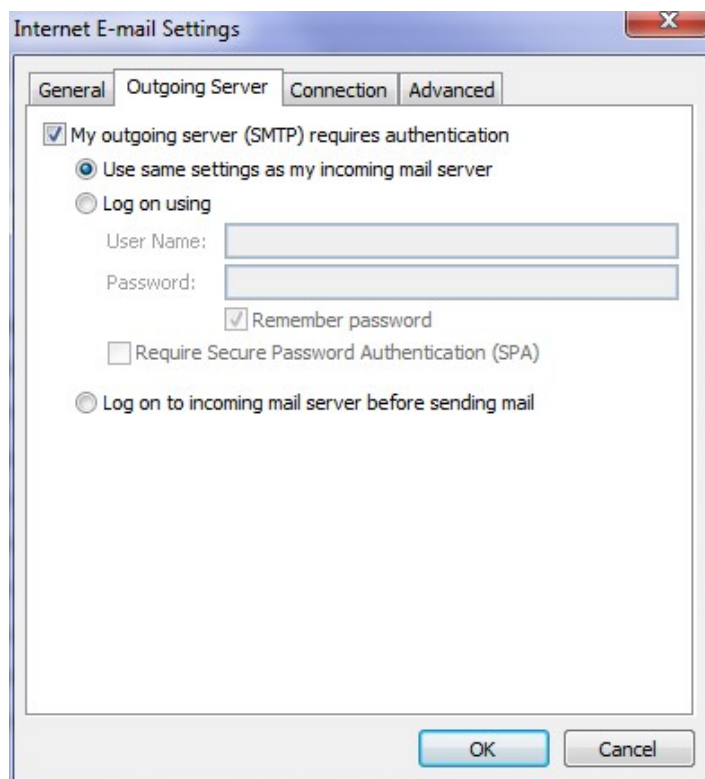 Internet E-mail Settings
General Outgoing Server Connection Advanced
My outgoing server (SMTP) requires authentication
Use same settings as my incoming mail server
Log on using
User Name:
Password:
Remember password
Require Secure Password Authentication (SPA)
Log on to incoming mail server before sending mail
OK Cancel